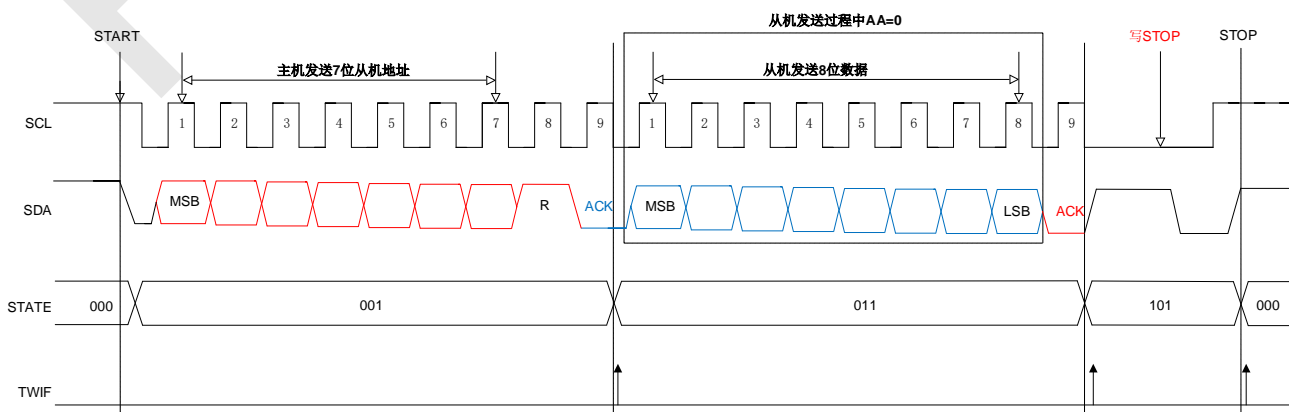 从机发送过程中AA=0
START
写STOP
STOP
主机发送7位从机地址
从机发送8位数据
SCL
1 2 3 4 5 6 7 8 9 1 2 3 4 5 6 7 8 9
SDA
MSB R ACK MSB LSB ACK
STATE
000 001 011 101 000
TWIF